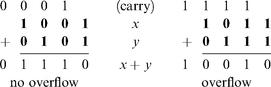 0 0 0 1 (carry) 1 1 1 1
1 0 0 1 x 1 0 1 1
+ 0 1 0 1 y + 0 1 1 1
0 1 1 1 0 x + y 1 0 0 1 0
no overflow overflow